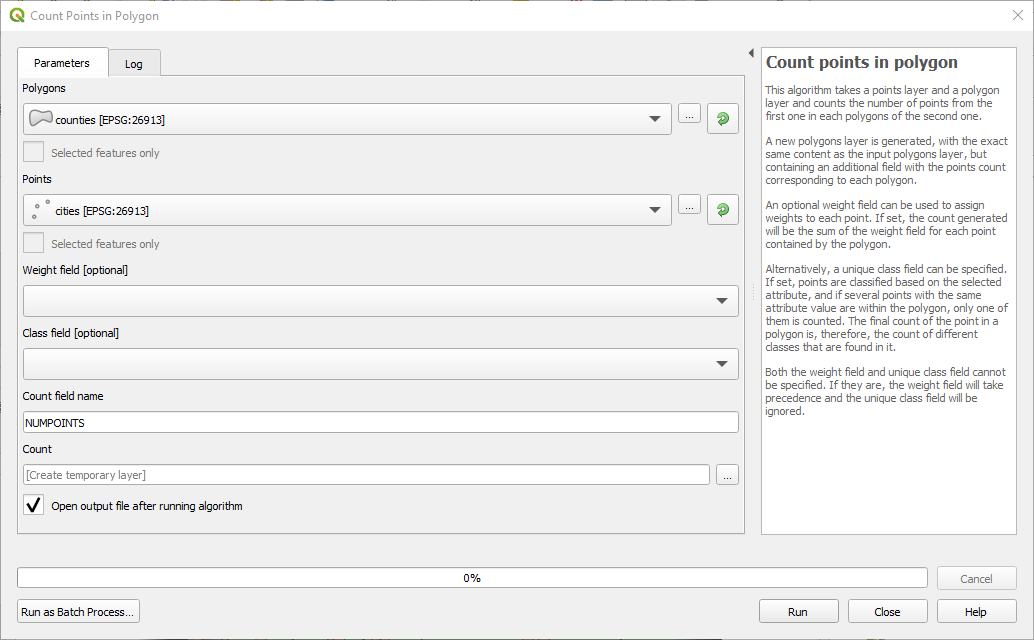 Count Points in Polygon
Parameters
Log
Polygons
counties [EPSG:26913]
...
Selected features only
Points
cities [EPSG:26913]
...
Selected features only
Weight field [optional]
Class field [optional]
Count field name
NUMPOINTS
Count
[Create temporary layer]
...
Open output file after running algorithm
Count points in polygon
This algorithm takes a points layer and a polygon
layer and counts the number of points from the
first one in each polygons of the second one.
A new polygons layer is generated, with the exact
same content as the input polygons layer, but
containing an additional field with the points count
corresponding to each polygon.
An optional weight field can be used to assign
weights to each point. If set, the count generated
will be the sum of the weight field for each point
contained by the polygon.
Alternatively, a unique class field can be specified.
If set, points are classified based on the selected
attribute, and if several points with the same
attribute value are within the polygon, only one of
them is counted. The final count of the point in a
polygon is, therefore, the count of different
classes that are found in it.
Both the weight field and unique class field cannot
be specified. If they are, the weight field will take
precedence and the unique class field will be
ignored.
0%
Cancel
Run as Batch Process...
Run
Close
Help